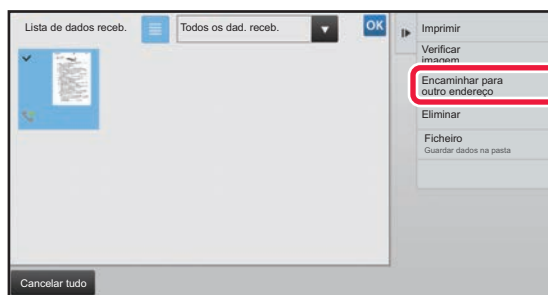 Lista de dados receb.
Todos os dad. receb.
OK
Imprimir
Verificar
imagem
Encaminhar para
outro endereço
Eliminar
Ficheiro
Guardar dados na pasta
Cancelar tudo